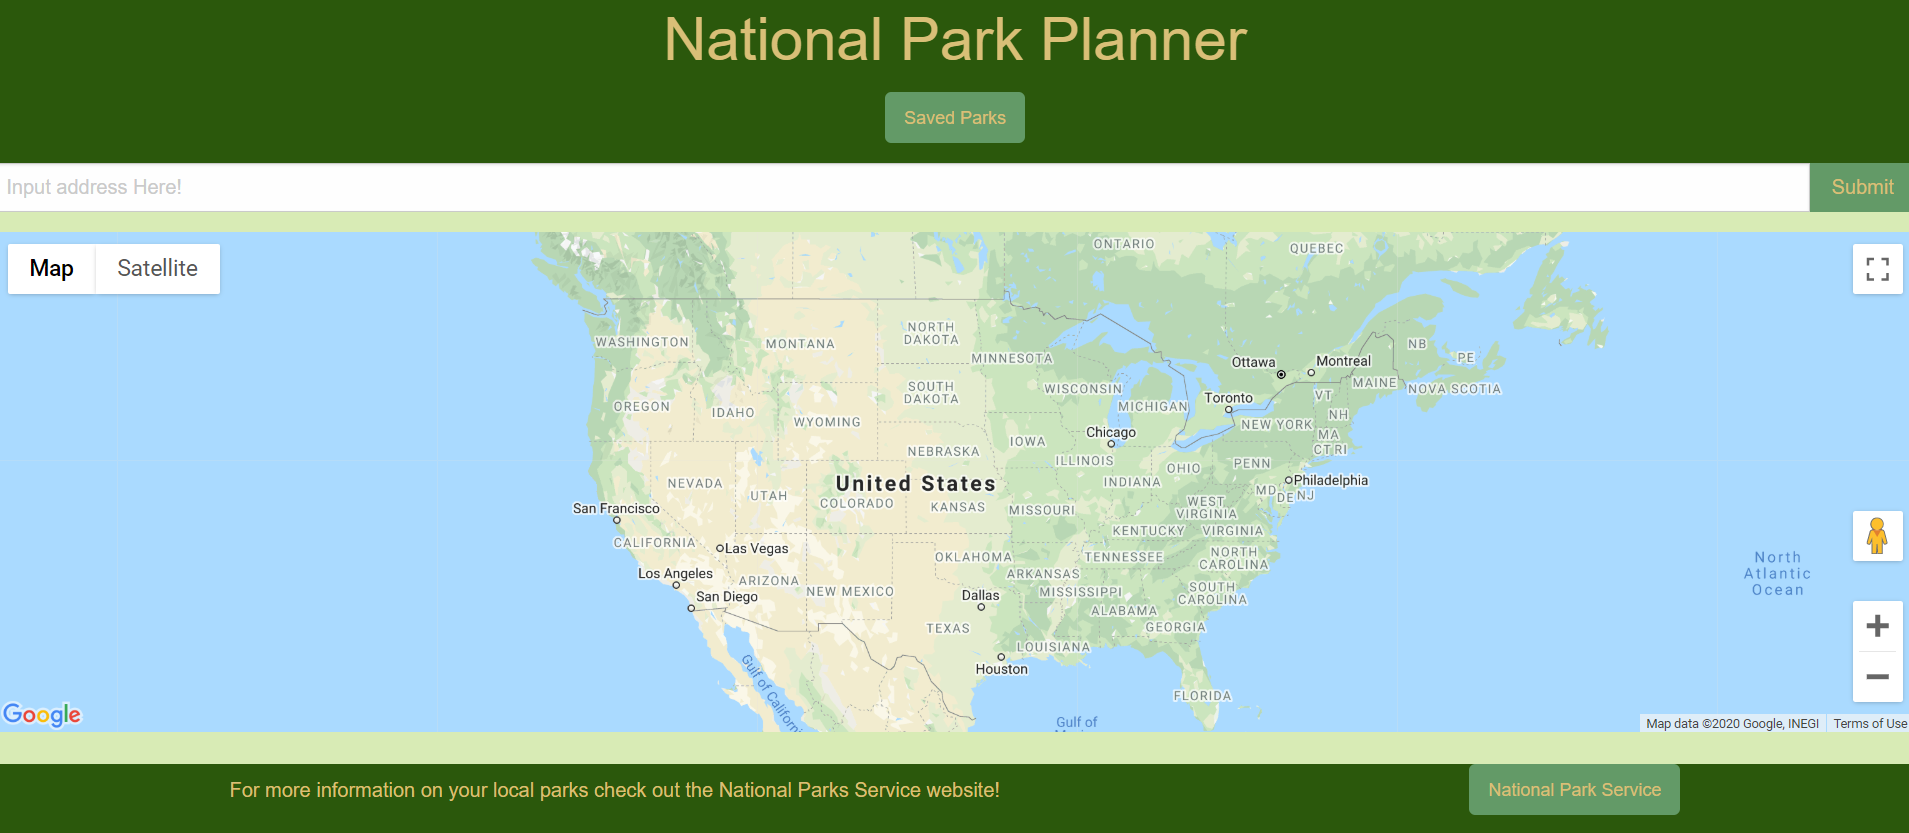 National Park Planner
Saved Parks
Input address Here!
Submit
Map
Satellite
ONTARIO
QUEBEC
WASHINGTON
MONTANA
NORTH
DAKOTA
MINNESOTA
NB
PE
Ottawa
Montreal
SOUTH
DAKOTA
WISCONSIN
MAINE
NOVA SCOTIA
OREGON
IDAHO
WYOMING
MICHIGAN
Toronto
VT
NH
NEW YORK
MA
CT RI
Chicago
IOWA
NEBRASKA
ILLINOIS
OHIO
PENN
INDIANA
NEVADA
UTAH
United States
COLORADO
KANSAS
MISSOURI
WEST
VIRGINIA
MD
DE
NJ
Philadelphia
San Francisco
CALIFORNIA
Las Vegas
KENTUCKY
VIRGINIA
OKLAHOMA
TENNESSEE
NORTH
CAROLINA
Los Angeles
ARIZONA
NEW MEXICO
ARKANSAS
MISSISSIPPI
SOUTH
CAROLINA
San Diego
Dallas
ALABAMA
GEORGIA
TEXAS
LOUISIANA
Houston
Gulf of California
FLORIDA
Gulf of
North
Atlantic
Ocean
Google
Map data ©2020 Google, INEGI
Terms of Use
For more information on your local parks check out the National Parks Service website!
National Park Service